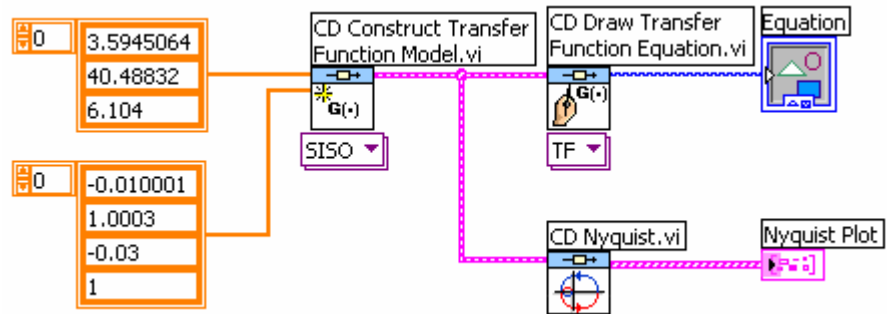 0
3.5945064
40.48832
6.104
CD Construct Transfer
Function Model.vi
G(·)
SISO
CD Draw Transfer
Function Equation.vi
G(·)
TF
Equation
0
-0.010001
1.0003
-0.03
1
CD Nyquist.vi
Nyquist Plot